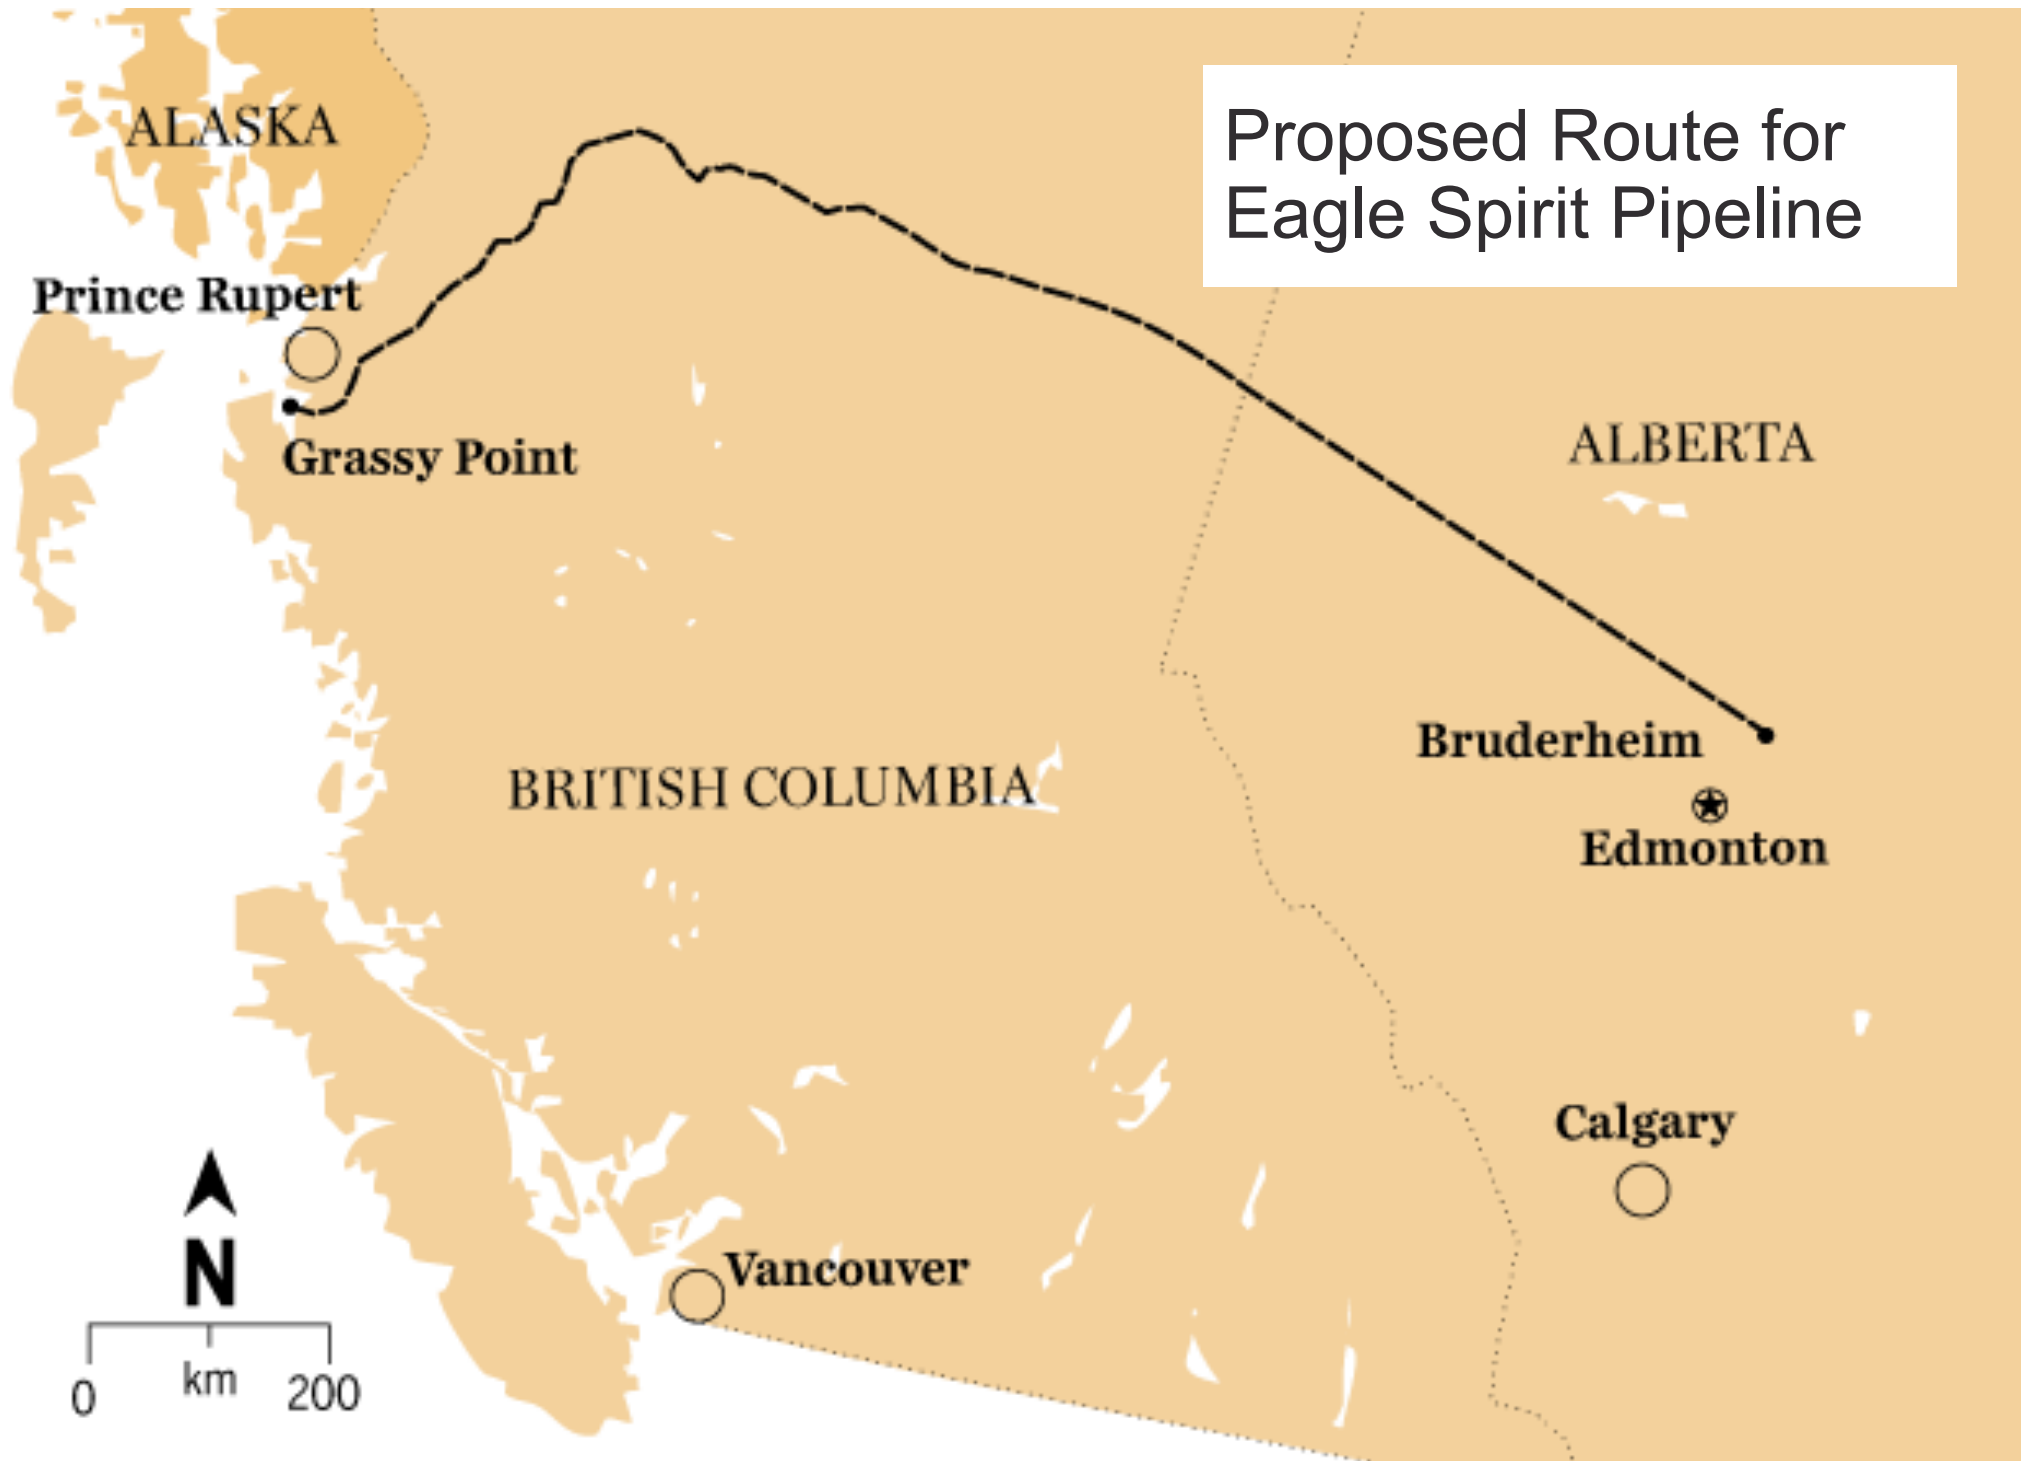 Proposed Route for
Eagle Spirit Pipeline
ALASKA
Prince Rupert
Grassy Point
ALBERTA
Bruderheim
Edmonton
BRITISH COLUMBIA
Calgary
Vancouver
N
km
0 200